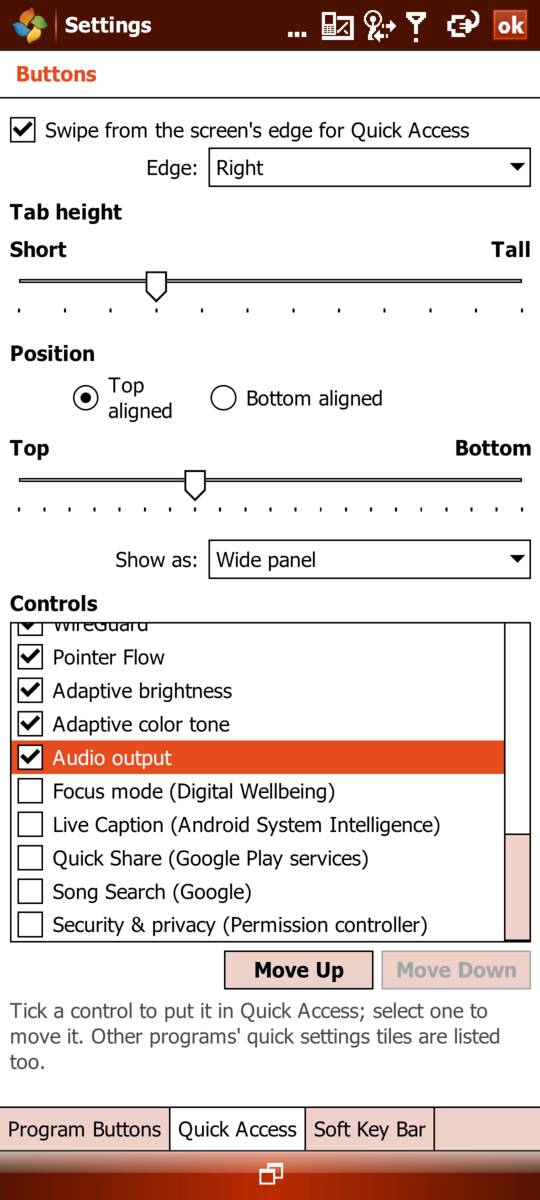 Settings
...
ok
Buttons
Swipe from the screen's edge for Quick Access
Edge: Right
Tab height
Short Tall
Position
Top
aligned
Bottom aligned
Top Bottom
Show as: Wide panel
Controls
WireGuard
Pointer Flow
Adaptive brightness
Adaptive color tone
Audio output
Focus mode (Digital Wellbeing)
Live Caption (Android System Intelligence)
Quick Share (Google Play services)
Song Search (Google)
Security & privacy (Permission controller)
Move Up Move Down
Tick a control to put it in Quick Access; select one to
move it. Other programs' quick settings tiles are listed
too.
Program Buttons Quick Access Soft Key Bar